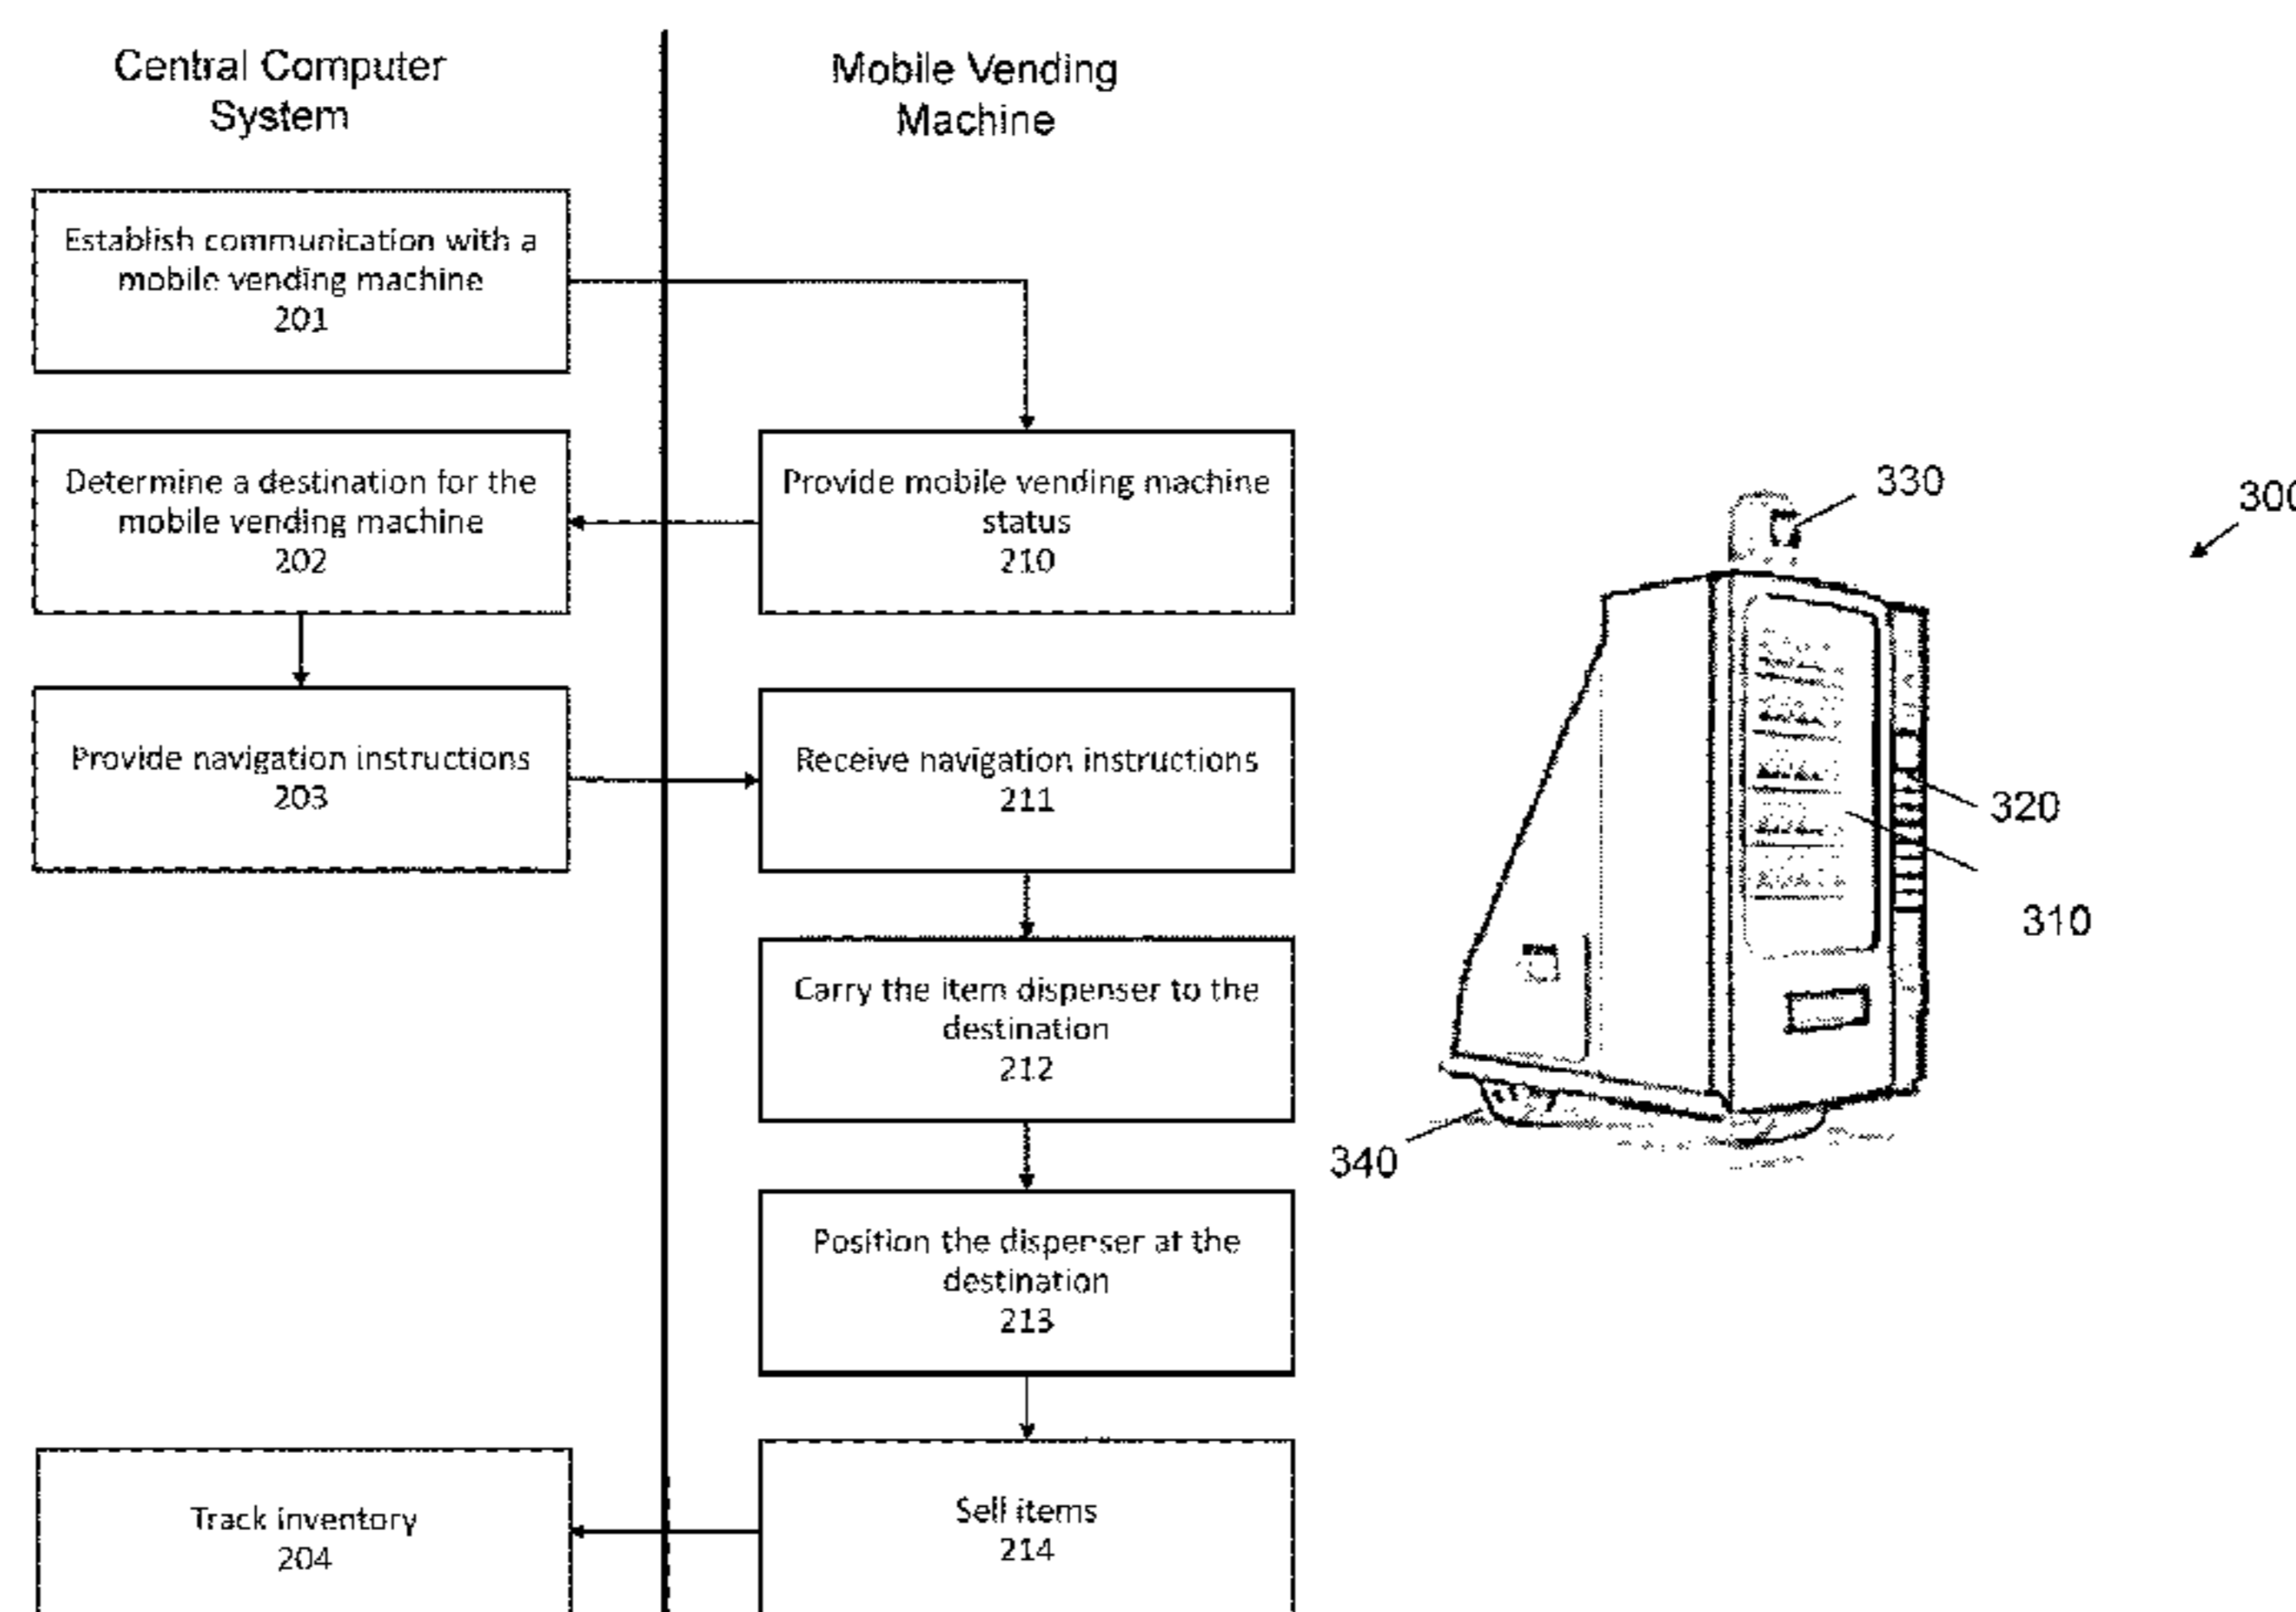 Central Computer
System
Mobile Vending
Machine
Establish communication with a
mobile vending machine
201
Determine a destination for the
mobile vending machine
202
Provide mobile vending machine
status
210
Provide navigation instructions
203
Receive navigation instructions
211
Carry the item dispenser to the
destination
212
Position the dispenser at the
destination
213
Track inventory
204
Sell items
214
330
300
320
310
340